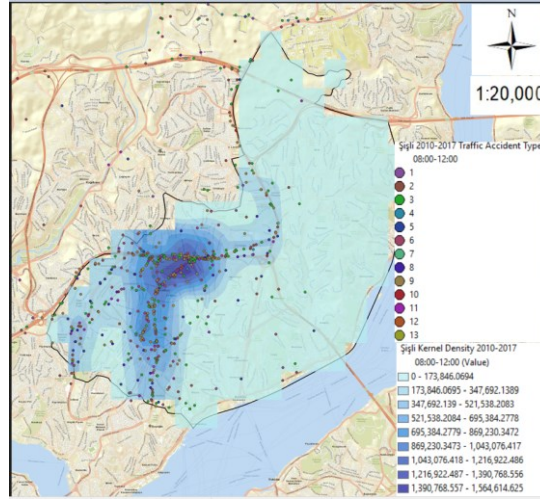 N
1:20,000
Şişli 2010-2017 Traffic Accident Type
08:00-12:00
1
2
3
4
5
6
7
8
9
10
11
12
13
Şişli Kernel Density 2010-2017
08:00-12:00 (Value)
0 - 173,846.0694
173,846.0695 - 347,692.1389
347,692.139 - 521,538.2083
521,538.2084 - 695,384.2778
695,384.2779 - 869,230.3472
869,230.3473 - 1,043,076.417
1,043,076.418 - 1,216,922.486
1,216,922.487 - 1,390,768.556
1,390,768.557 - 1,564,614.625